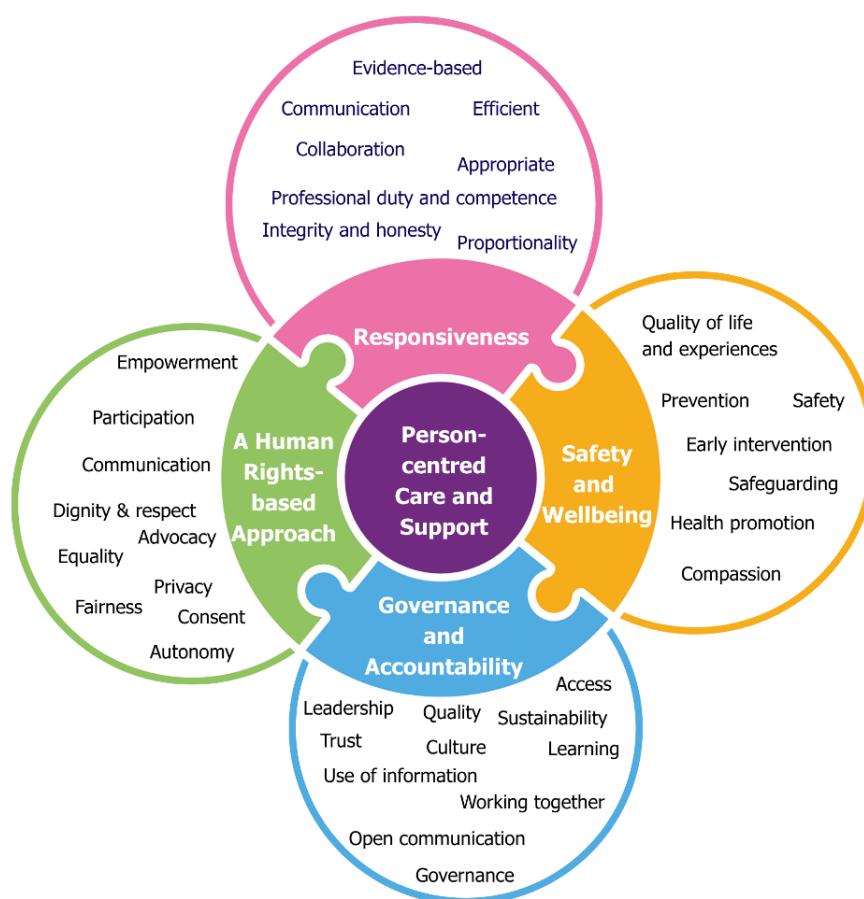 Evidence-based
Communication
Efficient
Collaboration
Appropriate
Professional duty and competence
Integrity and honesty
Proportionality
Responsiveness
Empowerment
Participation
Communication
Dignity & respect
Advocacy
Equality
Privacy
Fairness
Consent
Autonomy
A Human
Rights-
based
Approach
Person-
centred
Care and
Support
Safety
and
Wellbeing
Quality of life
and experiences
Prevention
Safety
Early intervention
Safeguarding
Health promotion
Compassion
Governance
and
Accountability
Access
Leadership
Quality
Sustainability
Trust
Culture
Learning
Use of information
Working together
Open communication
Governance